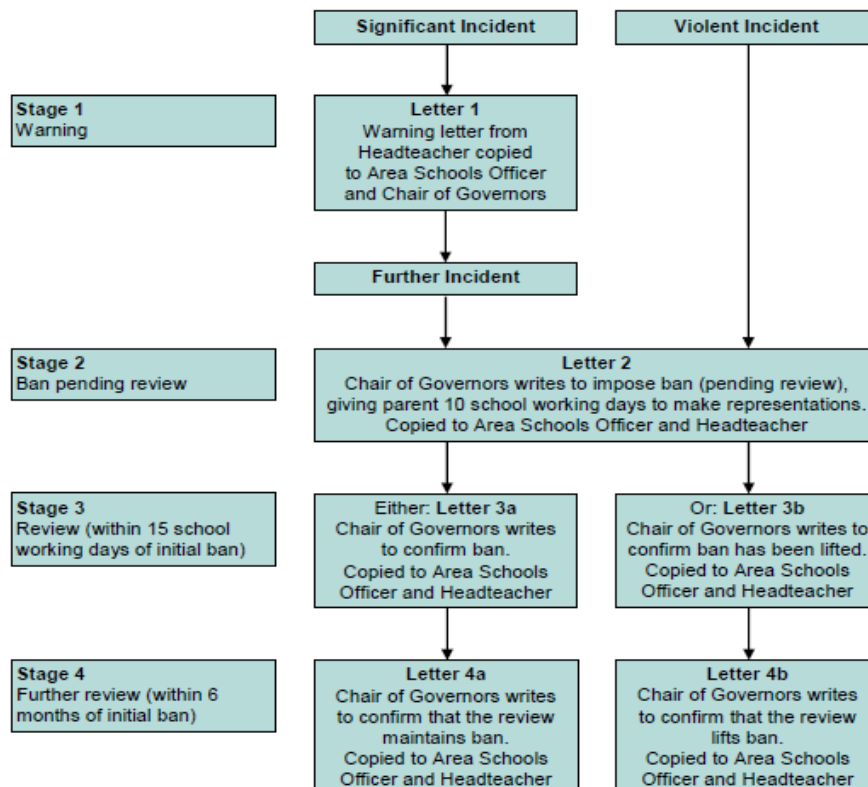 Significant Incident
Violent Incident
Stage 1
Warning
Letter 1
Warning letter from
Headteacher copied
to Area Schools Officer
and Chair of Governors
Further Incident
Stage 2
Ban pending review
Letter 2
Chair of Governors writes to impose ban (pending review),
giving parent 10 school working days to make representations.
Copied to Area Schools Officer and Headteacher
Stage 3
Review (within 15 school
working days of initial ban)
Either: Letter 3a
Chair of Governors writes
to confirm ban.
Copied to Area Schools
Officer and Headteacher
Or: Letter 3b
Chair of Governors writes to
confirm ban has been lifted.
Copied to Area Schools
Officer and Headteacher
Stage 4
Further review (within 6
months of initial ban)
Letter 4a
Chair of Governors writes
to confirm that the review
maintains ban.
Copied to Area Schools
Officer and Headteacher
Letter 4b
Chair of Governors writes
to confirm that the review
lifts ban.
Copied to Area Schools
Officer and Headteacher